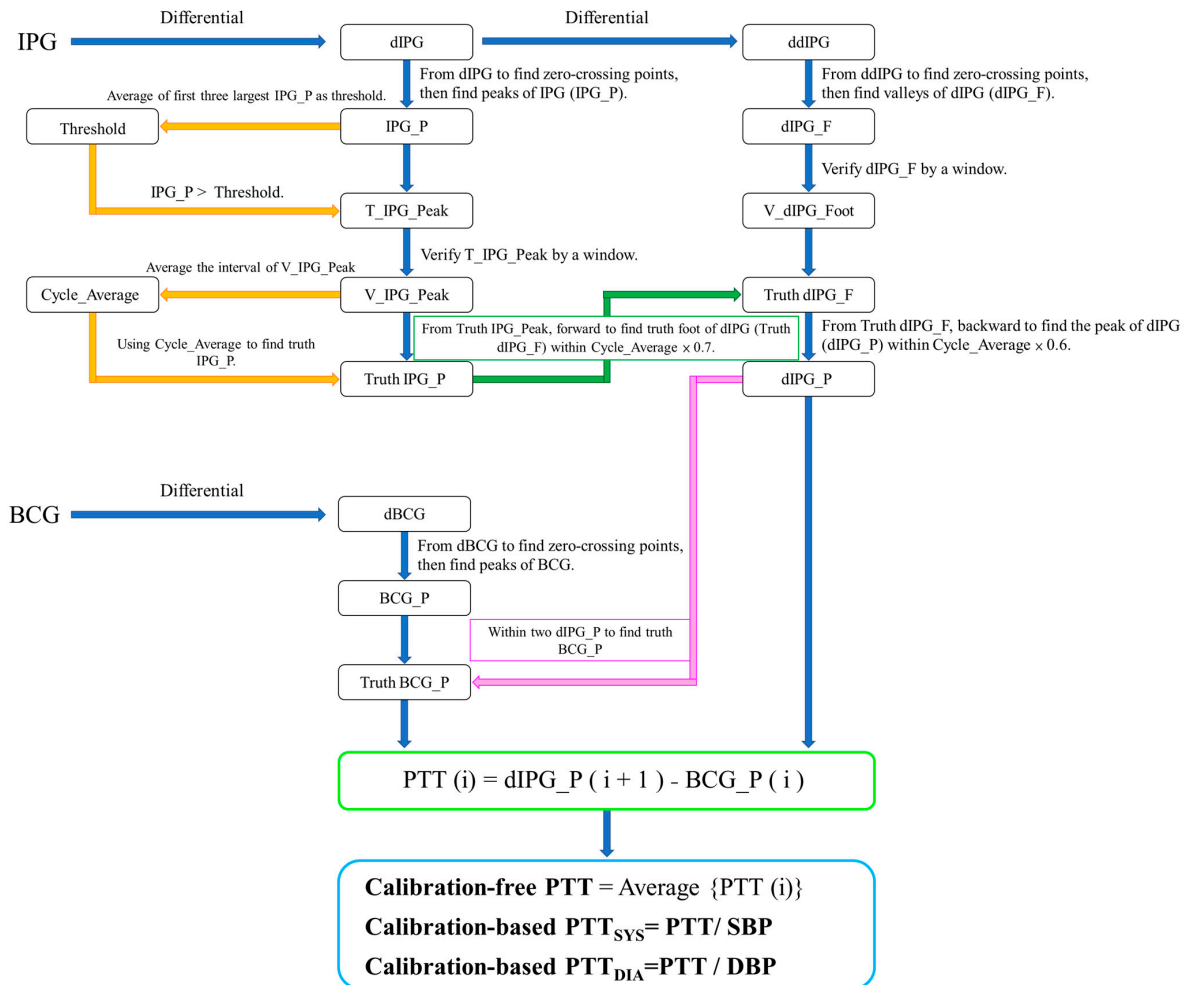 Differential
Differential
IPG
dIPG
ddIPG
From dIPG to find zero-crossing points,
then find peaks of IPG (IPG_P).
From ddIPG to find zero-crossing points,
then find valleys of dIPG (dIPG_F).
Average of first three largest IPG_P as threshold.
Threshold
IPG_P
dIPG_F
Verify dIPG_F by a window.
IPG_P > Threshold.
T_IPG_Peak
V_dIPG_Foot
Verify T_IPG_Peak by a window.
Average the interval of V_IPG_Peak
Cycle_Average
V_IPG_Peak
Truth dIPG_F
From Truth IPG_Peak, forward to find truth foot of dIPG (Truth
dIPG_F) within Cycle_Average × 0.7.
From Truth dIPG_F, backward to find the peak of dIPG
(dIPG_P) within Cycle_Average × 0.6.
Using Cycle_Average to find truth
IPG_P.
Truth IPG_P
dIPG_P
Differential
BCG
dBCG
From dBCG to find zero-crossing points,
then find peaks of BCG.
BCG_P
Within two dIPG_P to find truth
BCG_P
Truth BCG_P
PTT (i) = dIPG_P ( i + 1 ) - BCG_P ( i )
Calibration-free PTT = Average {PTT (i)}
Calibration-based PTT_SYS= PTT/ SBP
Calibration-based PTT_DIA=PTT / DBP